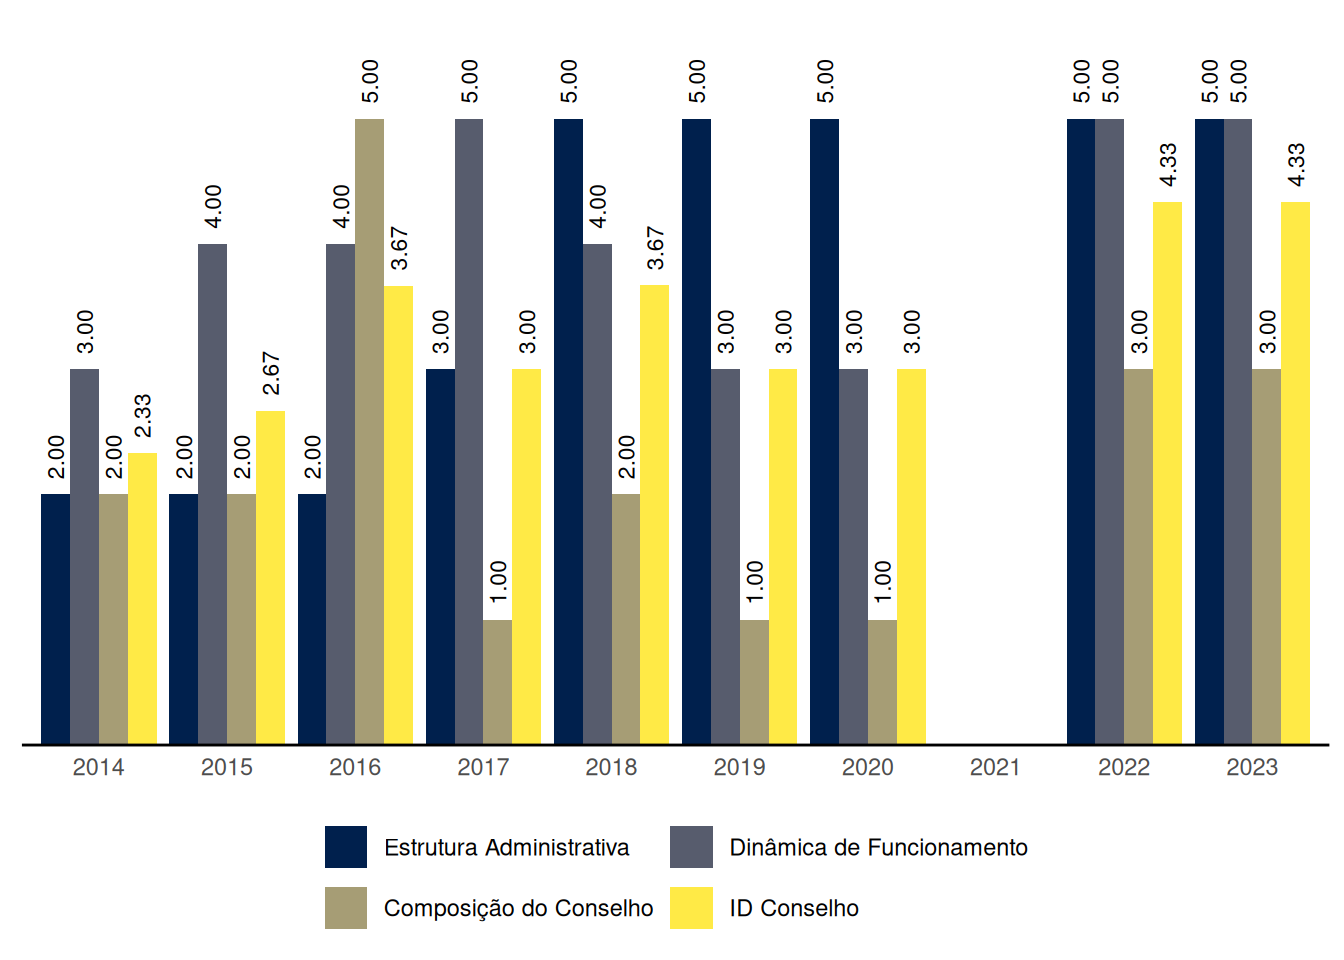 2.00 3.00 2.00 2.33
2.00 4.00 2.00 2.67
2.00 4.00 5.00 3.67
3.00 5.00 1.00 3.00
5.00 4.00 2.00 3.67
5.00 3.00 1.00 3.00
5.00 3.00 1.00 3.00
5.00 5.00 3.00 4.33
5.00 5.00 3.00 4.33
2014 2015 2016 2017 2018 2019 2020 2021 2022 2023
Estrutura Administrativa Dinâmica de Funcionamento
Composição do Conselho ID Conselho